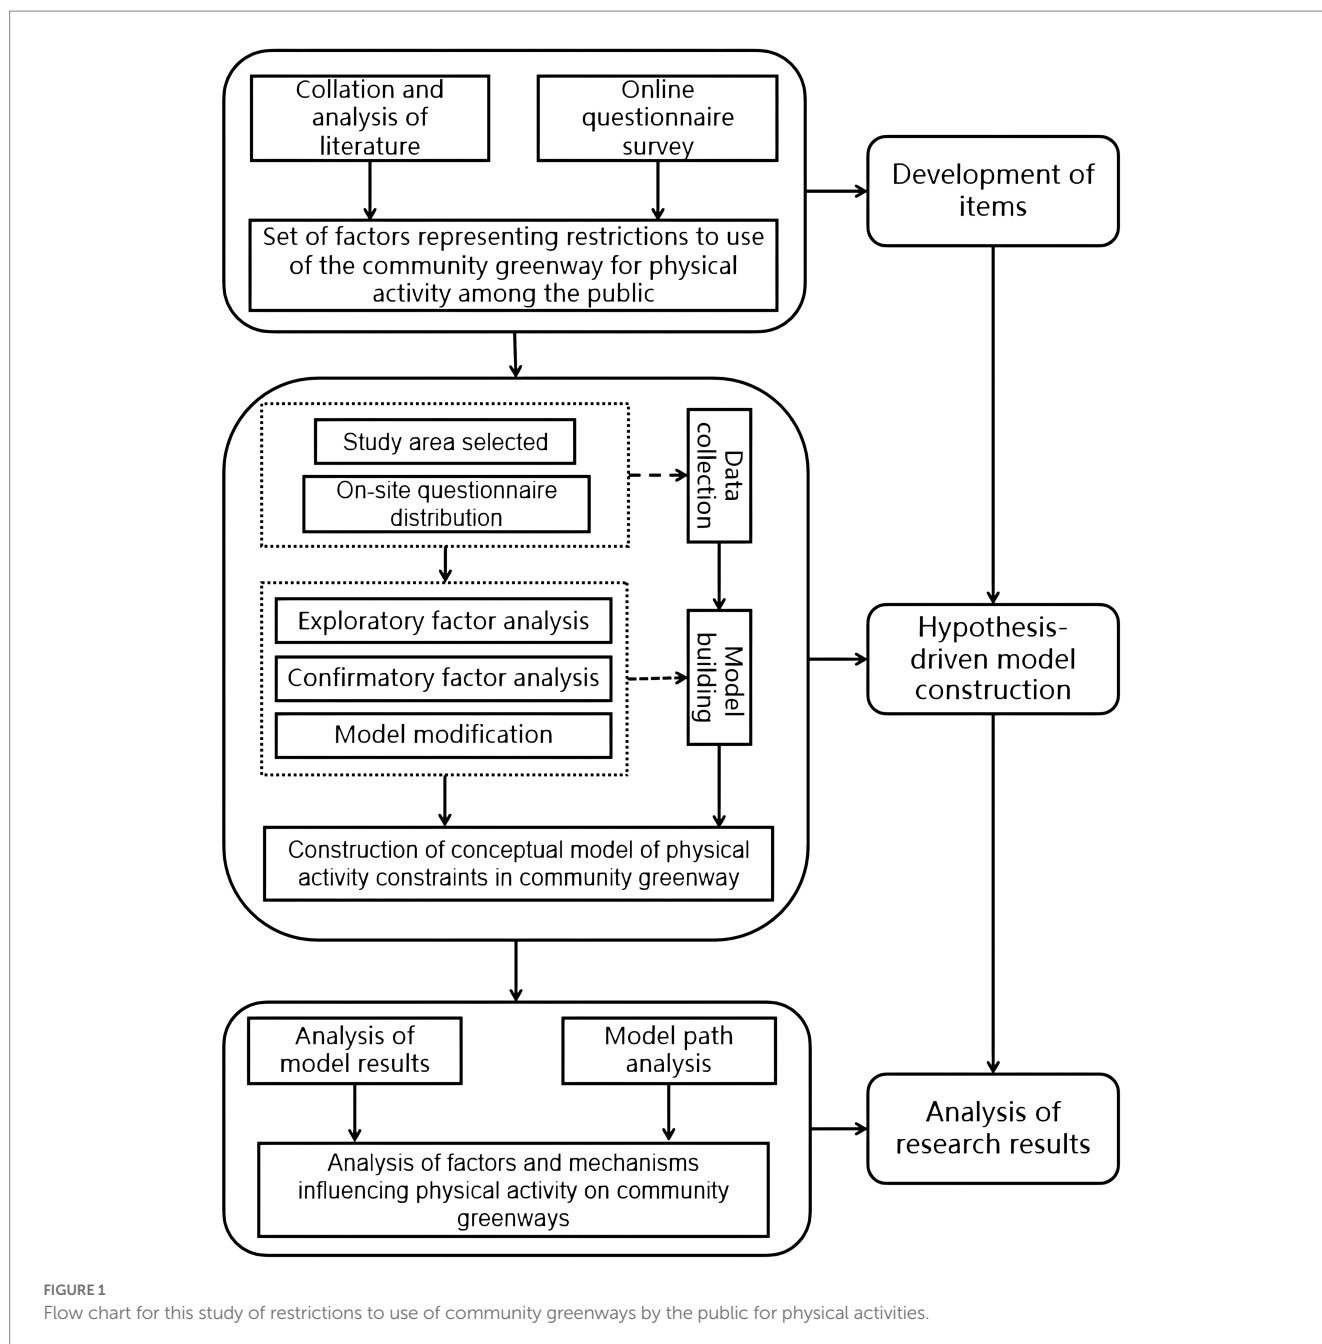 Collation and
analysis of
literature
Online
questionnaire
survey
Set of factors representing restrictions to use
of the community greenway for physical
activity among the public
Development of
items
Study area selected
On-site questionnaire
distribution
Data
collection
Exploratory factor analysis
Confirmatory factor analysis
Model modification
Model
building
Hypothesis-
driven model
construction
Construction of conceptual model of physical
activity constraints in community greenway
Analysis of
model results
Model path
analysis
Analysis of factors and mechanisms
influencing physical activity on community
greenways
Analysis of
research results
FIGURE 1
Flow chart for this study of restrictions to use of community greenways by the public for physical activities.